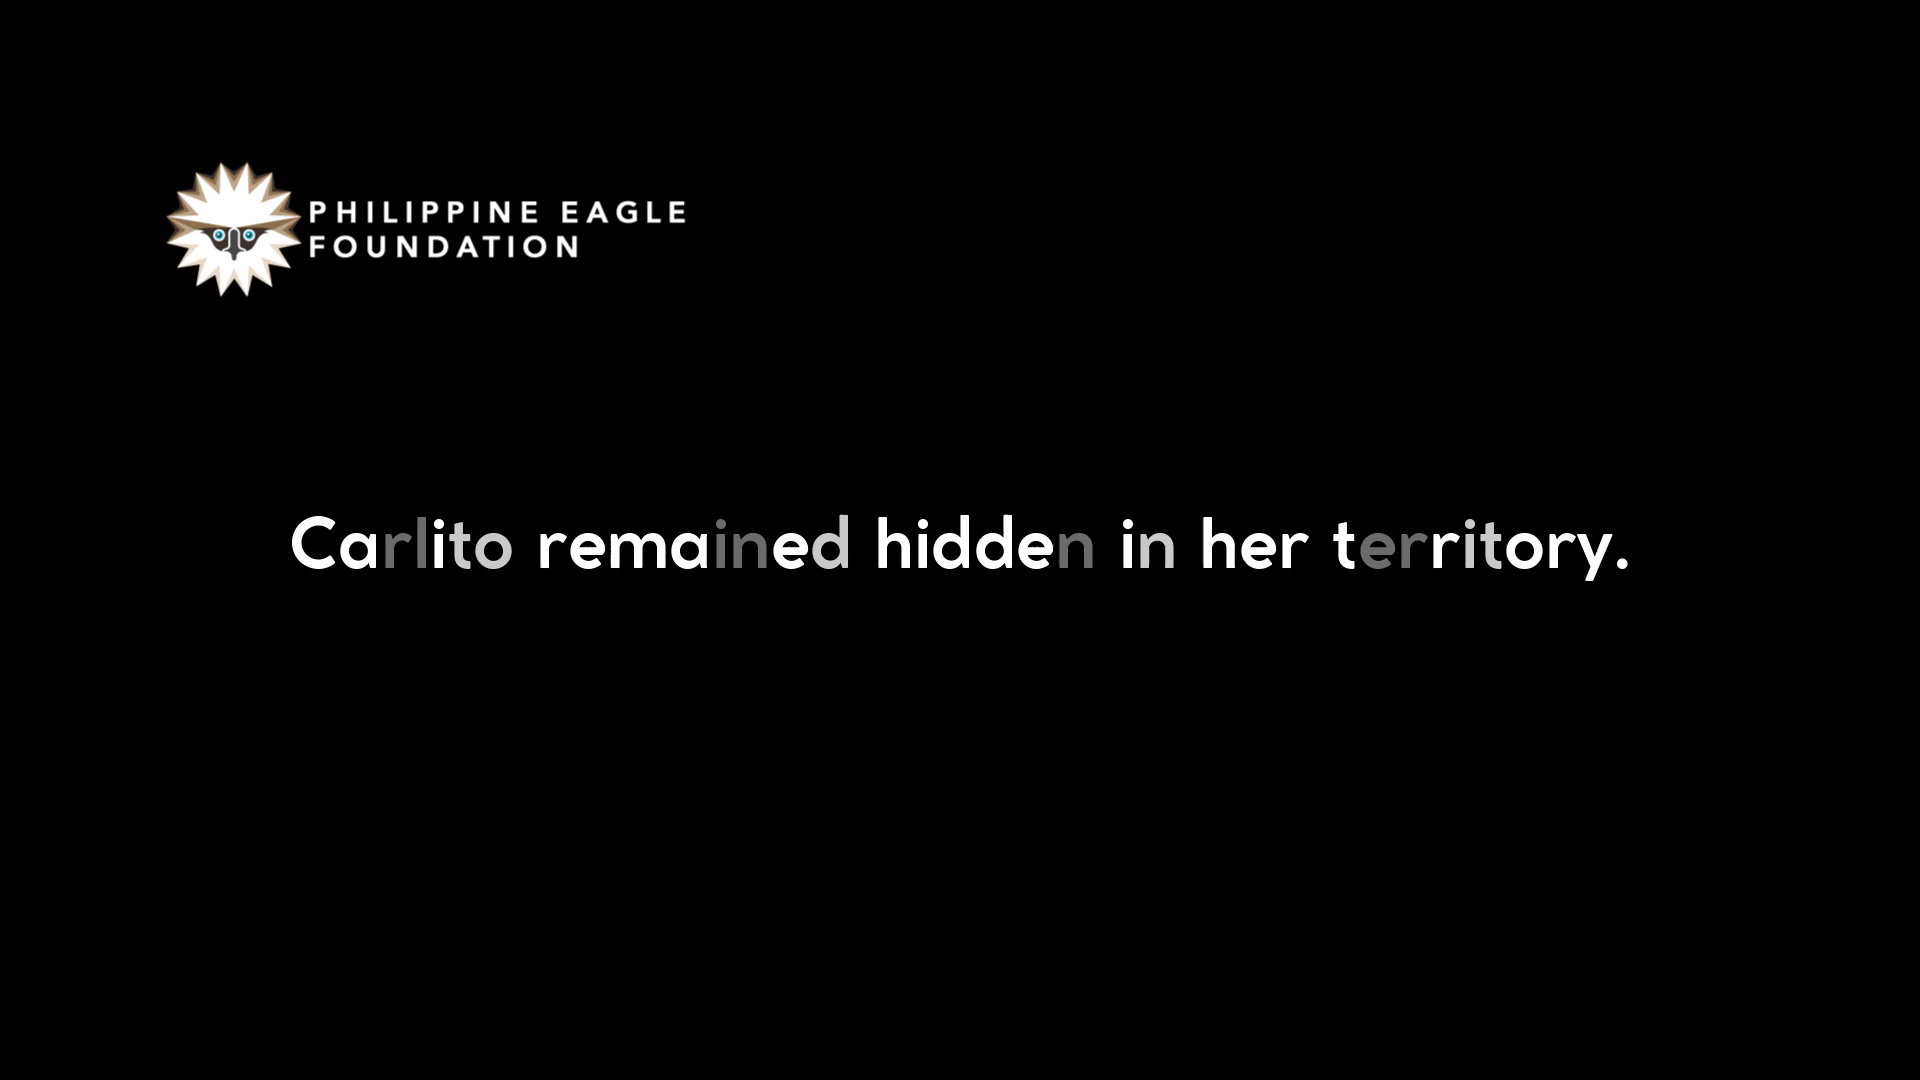 PHILIPPINE EAGLE
FOUNDATION
Carlito remained hidden in her territory.